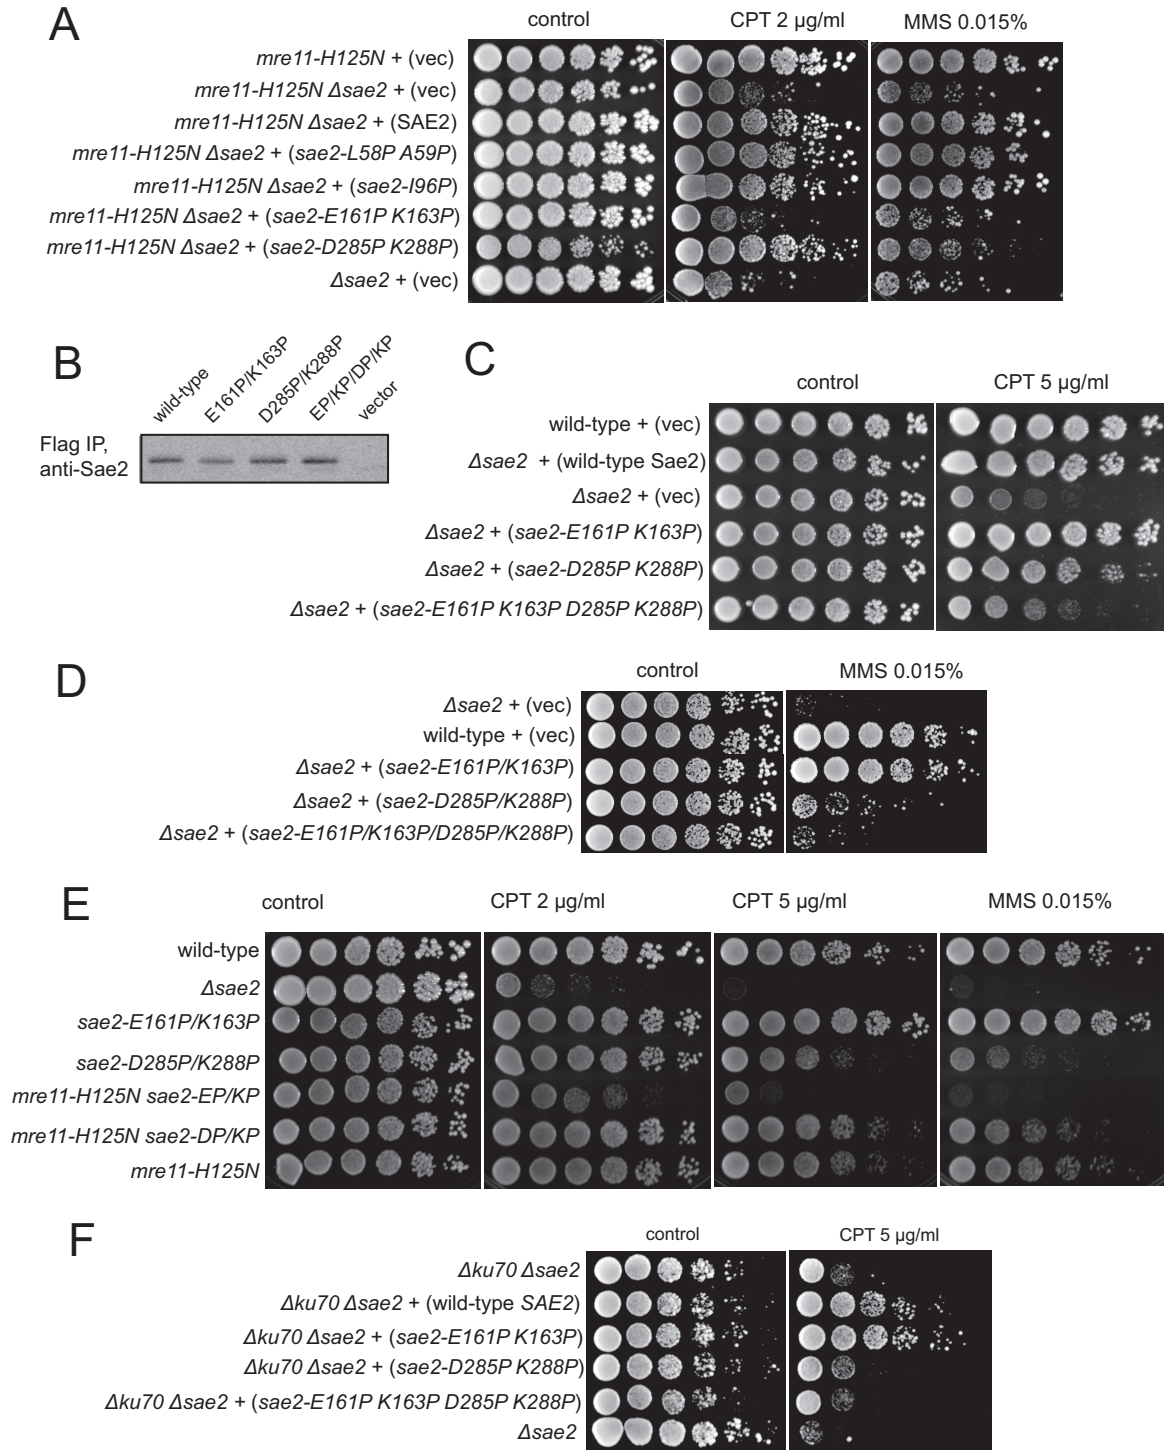 A
control
CPT 2 µg/ml
MMS 0.015%
mre11-H125N + (vec)
mre11-H125N Δsae2 + (vec)
mre11-H125N Δsae2 + (SAE2)
mre11-H125N Δsae2 + (sae2-L58P A59P)
mre11-H125N Δsae2 + (sae2-I96P)
mre11-H125N Δsae2 + (sae2-E161P K163P)
mre11-H125N Δsae2 + (sae2-D285P K288P)
Δsae2 + (vec)
B
wild-type
E161P/K163P
D285P/K288P
EP/KP/DP/KP
vector
Flag IP,
anti-Sae2
C
control
CPT 5 µg/ml
wild-type + (vec)
Δsae2 + (wild-type Sae2)
Δsae2 + (vec)
Δsae2 + (sae2-E161P K163P)
Δsae2 + (sae2-D285P K288P)
Δsae2 + (sae2-E161P K163P D285P K288P)
D
control
MMS 0.015%
Δsae2 + (vec)
wild-type + (vec)
Δsae2 + (sae2-E161P/K163P)
Δsae2 + (sae2-D285P/K288P)
Δsae2 + (sae2-E161P/K163P/D285P/K288P)
E
control
CPT 2 µg/ml
CPT 5 µg/ml
MMS 0.015%
wild-type
Δsae2
sae2-E161P/K163P
sae2-D285P/K288P
mre11-H125N sae2-EP/KP
mre11-H125N sae2-DP/KP
mre11-H125N
F
control
CPT 5 µg/ml
Δku70 Δsae2
Δku70 Δsae2 + (wild-type SAE2)
Δku70 Δsae2 + (sae2-E161P K163P)
Δku70 Δsae2 + (sae2-D285P K288P)
Δku70 Δsae2 + (sae2-E161P K163P D285P K288P)
Δsae2